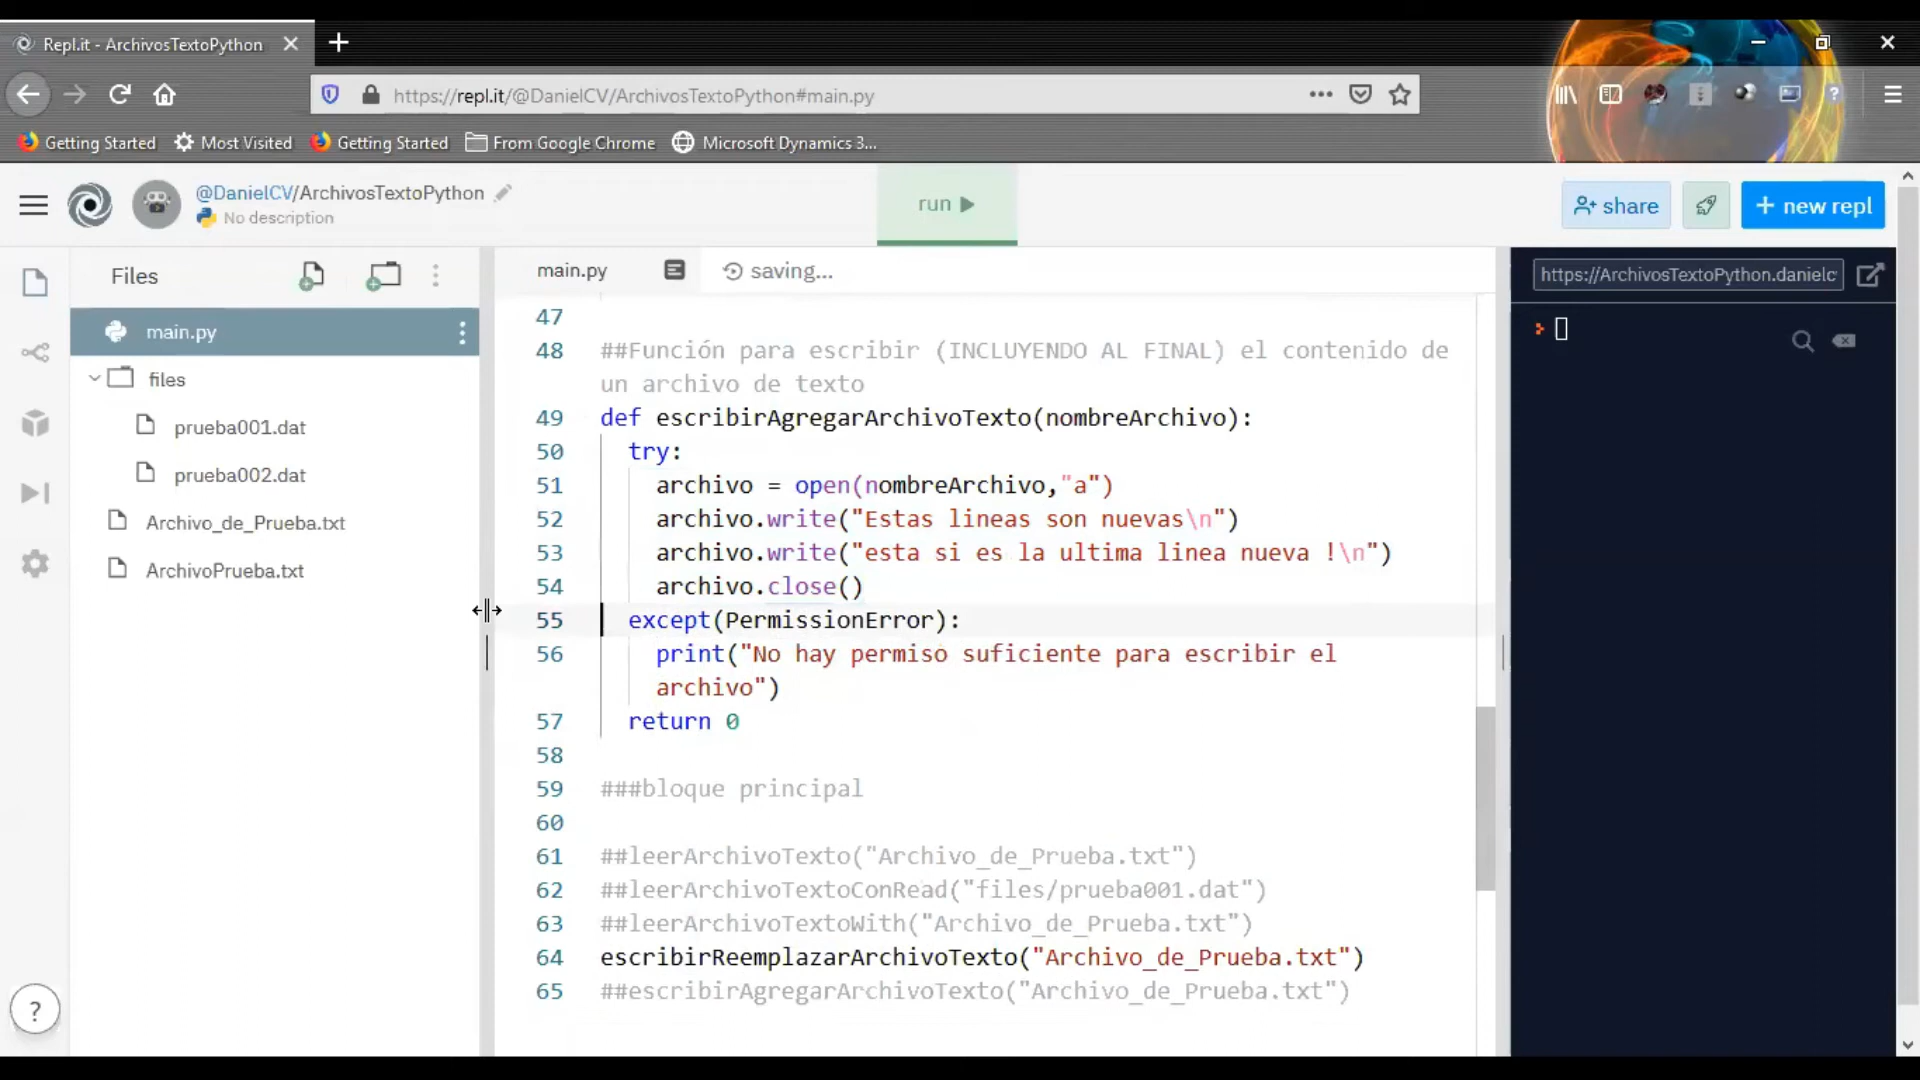 Repl.it - ArchivosTextoPython
https://repl.it/@DanielCV/ArchivosTextoPython#main.py
Getting Started
Most Visited
Getting Started
From Google Chrome
Microsoft Dynamics 3...
@DanielCV/ArchivosTextoPython
No description
run
share
+ new repl
Files
main.py
saving...
https://ArchivosTextoPython.danielc
main.py
files
prueba001.dat
prueba002.dat
Archivo_de_Prueba.txt
ArchivoPrueba.txt
47
48 ##Función para escribir (INCLUYENDO AL FINAL) el contenido de
un archivo de texto
49 def escribirAgregarArchivoTexto(nombreArchivo):
50 try:
51 archivo = open(nombreArchivo,"a")
52 archivo.write("Estas lineas son nuevas\n")
53 archivo.write("esta si es la ultima linea nueva !\n")
54 archivo.close()
55 except(PermissionError):
56 print("No hay permiso suficiente para escribir el
archivo")
57 return 0
58
59 ###bloque principal
60
61 ##leerArchivoTexto("Archivo_de_Prueba.txt")
62 ##leerArchivoTextoConRead("files/prueba001.dat")
63 ##leerArchivoTextoWith("Archivo_de_Prueba.txt")
64 escribirReemplazarArchivoTexto("Archivo_de_Prueba.txt")
65 ##escribirAgregarArchivoTexto("Archivo_de_Prueba.txt")
?